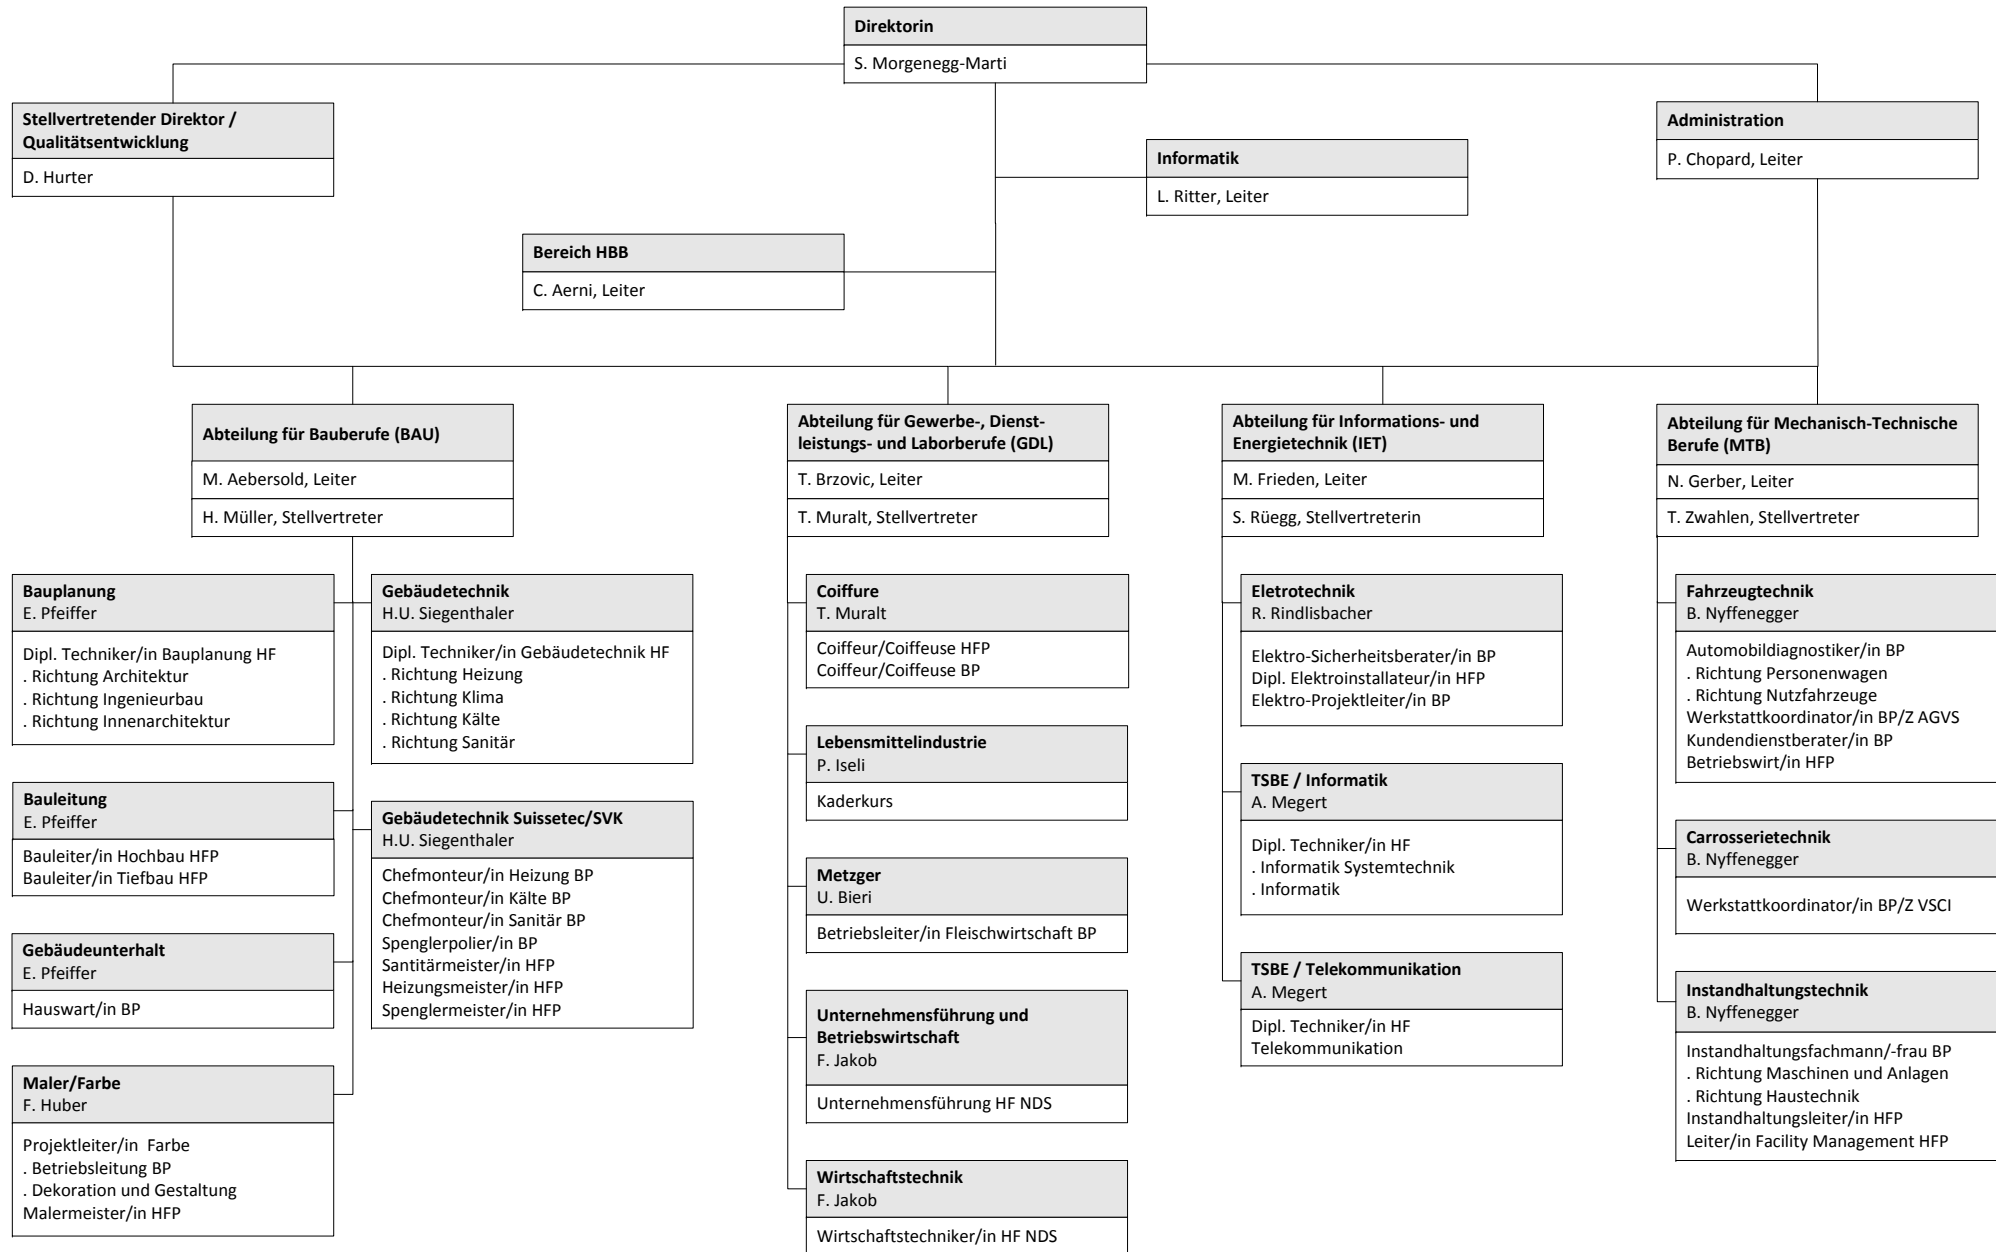 Direktorin
S. Morgenegg-Marti
Stellvertretender Direktor /
Qualitätsentwicklung
D. Hurter
Administration
P. Chopard, Leiter
Informatik
L. Ritter, Leiter
Bereich HBB
C. Aerni, Leiter
Abteilung für Bauberufe (BAU)
M. Aebersold, Leiter
H. Müller, Stellvertreter
Bauplanung
E. Pfeiffer
Dipl. Techniker/in Bauplanung HF
. Richtung Architektur
. Richtung Ingenieurbau
. Richtung Innenarchitektur
Bauleitung
E. Pfeiffer
Bauleiter/in Hochbau HFP
Bauleiter/in Tiefbau HFP
Gebäudeunterhalt
E. Pfeiffer
Hauswart/in BP
Maler/Farbe
F. Huber
Projektleiter/in  Farbe
. Betriebsleitung BP
. Dekoration und Gestaltung
Malermeister/in HFP
Gebäudetechnik
H.U. Siegenthaler
Dipl. Techniker/in Gebäudetechnik HF
. Richtung Heizung
. Richtung Klima
. Richtung Kälte
. Richtung Sanitär
Gebäudetechnik Suissetec/SVK
H.U. Siegenthaler
Chefmonteur/in Heizung BP
Chefmonteur/in Kälte BP
Chefmonteur/in Sanitär BP
Spenglerpolier/in BP
Santitärmeister/in HFP
Heizungsmeister/in HFP
Spenglermeister/in HFP
Abteilung für Gewerbe-, Dienst-
leistungs- und Laborberufe (GDL)
T. Brzovic, Leiter
T. Muralt, Stellvertreter
Coiffure
T. Muralt
Coiffeur/Coiffeuse HFP
Coiffeur/Coiffeuse BP
Lebensmittelindustrie
P. Iseli
Kaderkurs
Metzger
U. Bieri
Betriebsleiter/in Fleischwirtschaft BP
Unternehmensführung und
Betriebswirtschaft
F. Jakob
Unternehmensführung HF NDS
Wirtschaftstechnik
F. Jakob
Wirtschaftstechniker/in HF NDS
Abteilung für Informations- und
Energietechnik (IET)
M. Frieden, Leiter
S. Rüegg, Stellvertreterin
Eletrotechnik
R. Rindlisbacher
Elektro-Sicherheitsberater/in BP
Dipl. Elektroinstallateur/in HFP
Elektro-Projektleiter/in BP
TSBE / Informatik
A. Megert
Dipl. Techniker/in HF
. Informatik Systemtechnik
. Informatik
TSBE / Telekommunikation
A. Megert
Dipl. Techniker/in HF
Telekommunikation
Abteilung für Mechanisch-Technische
Berufe (MTB)
N. Gerber, Leiter
T. Zwahlen, Stellvertreter
Fahrzeugtechnik
B. Nyffenegger
Automobildiagnostiker/in BP
. Richtung Personenwagen
. Richtung Nutzfahrzeuge
Werkstattkoordinator/in BP/Z AGVS
Kundendienstberater/in BP
Betriebswirt/in HFP
Carrosserietechnik
B. Nyffenegger
Werkstattkoordinator/in BP/Z VSCI
Instandhaltungstechnik
B. Nyffenegger
Instandhaltungsfachmann/-frau BP
. Richtung Maschinen und Anlagen
. Richtung Haustechnik
Instandhaltungsleiter/in HFP
Leiter/in Facility Management HFP